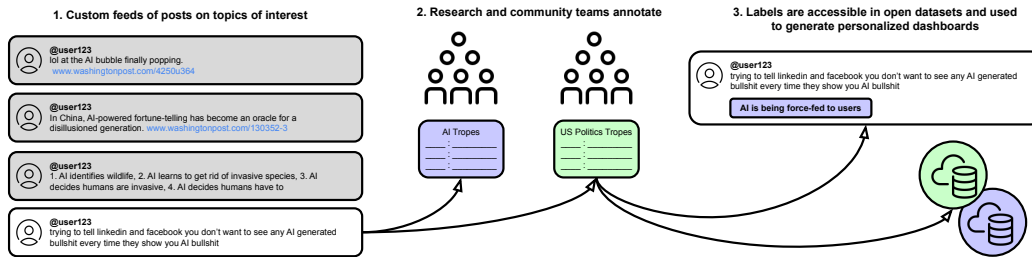 1. Custom feeds of posts on topics of interest
@user123
lol at the AI bubble finally popping.
www.washingtonpost.com/4250u364
@user123
In China, AI-powered fortune-telling has become an oracle for a
disillusioned generation. www.washingtonpost.com/130352-3
@user123
1. AI identifies wildlife, 2. AI learns to get rid of invasive species, 3. AI
decides humans are invasive, 4. AI decides humans have to
@user123
trying to tell linkedin and facebook you don't want to see any AI generated
bullshit every time they show you AI bullshit
2. Research and community teams annotate
AI Tropes
US Politics Tropes
3. Labels are accessible in open datasets and used
to generate personalized dashboards
@user123
trying to tell linkedin and facebook you don't want to see any AI generated
bullshit every time they show you AI bullshit
AI is being force-fed to users